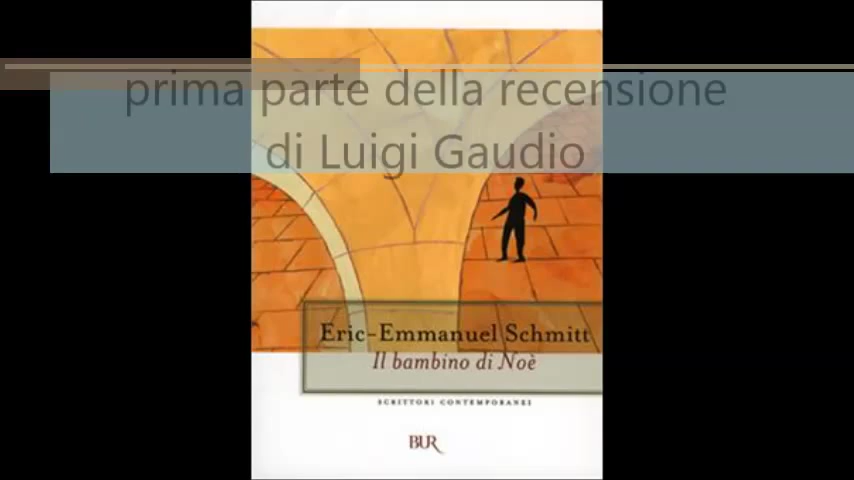 prima parte della recensione
di Luigi Gaudio
Eric-Emmanuel Schmitt
Il bambino di Noè
SCRITTORI CONTEMPORANEI
BUR